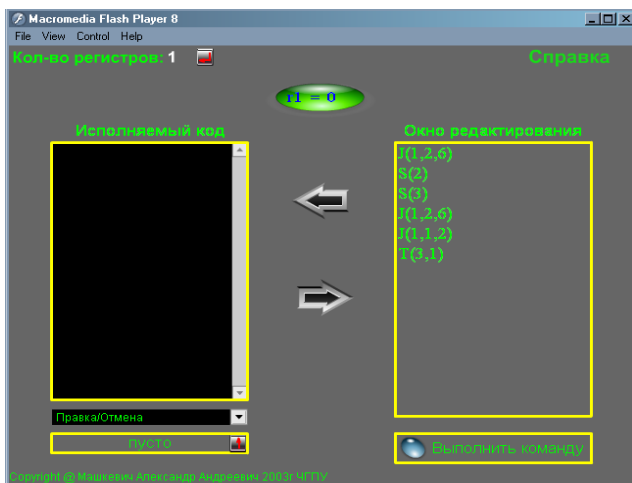 Macromedia Flash Player 8
File View Control Help
Кол-во регистров: 1
Справка
r1 = 0
Исполняемый код
Окно редактирования
J(1,2,6)
S(2)
S(3)
J(1,2,6)
J(1,1,2)
T(3,1)
Правка/Отмена
пусто
Выполнить команду
Copyright @ Машкевич Александр Андреевич 2003г ЧГПУ